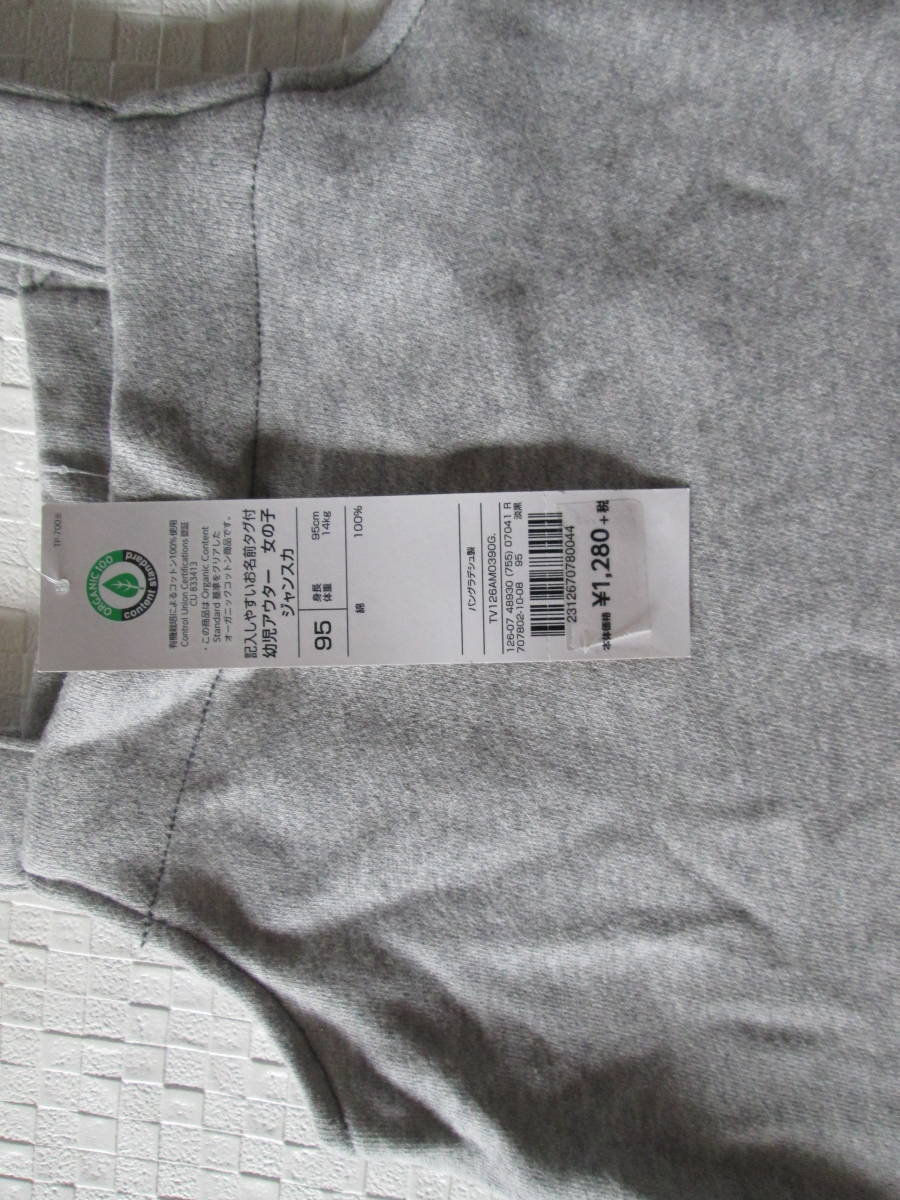 TP-700※
ORGANIC 100
content standard
有機栽培によるコットン100%使用
Control Union Certifications 認証
CU 833413
・この商品は Organic Content
Standard 基準をクリアした
オーガニックコットン商品です。
記入しやすいお名前タグ付
幼児アウター 女の子
ジャンスカ
95 身長 95cm
体重 14kg
綿 100%
バングラデシュ製
TV126AMO390G.
126-07 48930 (755) 07041 R
707802-10-08 95 淡黒
2312670780044
本体価格 ¥1,280+税